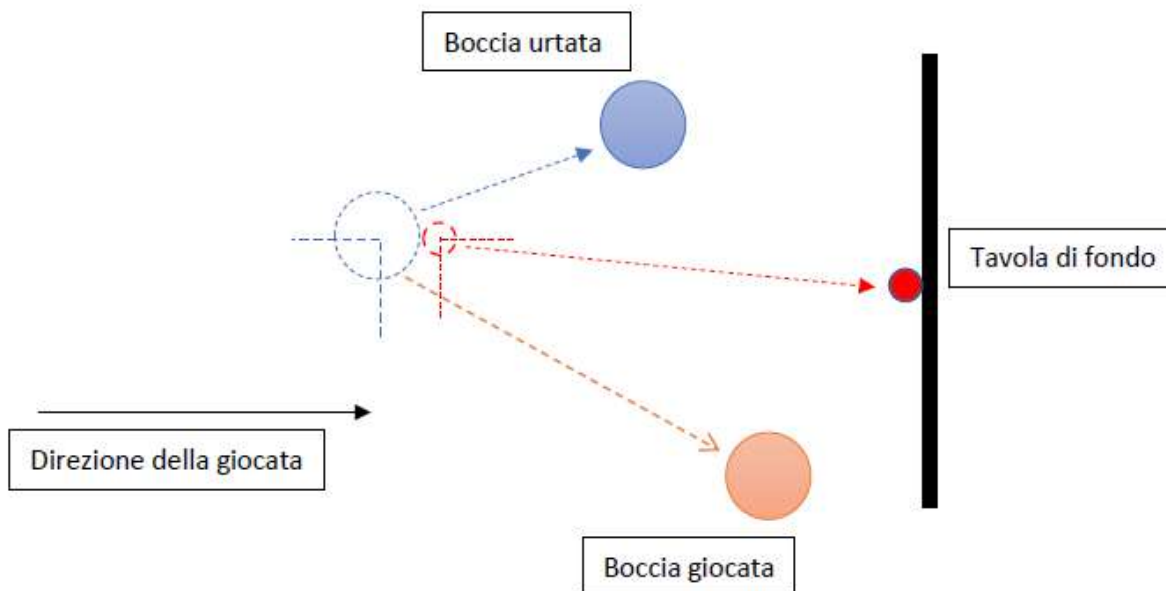 Boccia urtata
Tavola di fondo
Direzione della giocata
Boccia giocata